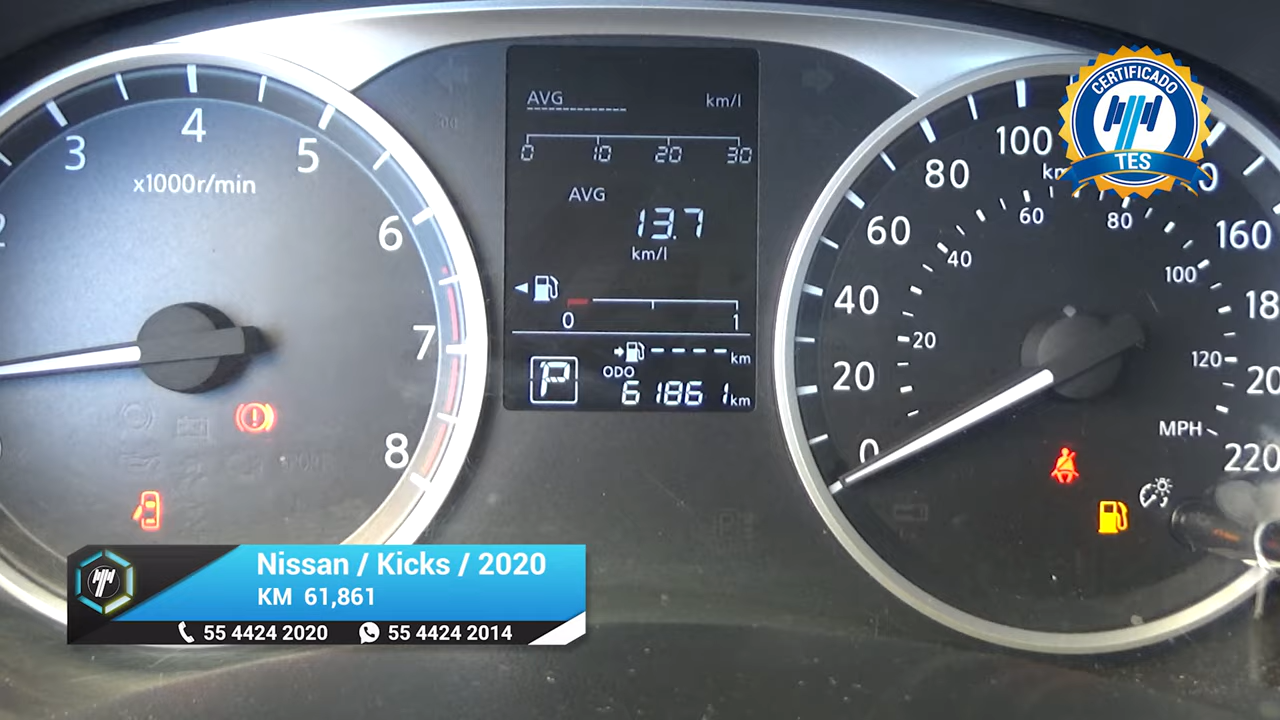 3
4
5
6
7
8
x1000r/min
AVG
km/l
0 10 20 30
AVG
13.7
km/l
0 1
---- km
P
ODO
61861 km
0
20
40
60
80
100
160
220
20
40
60
80
100
120
MPH
CERTIFICADO
TES
Nissan / Kicks / 2020
KM 61,861
55 4424 2020 55 4424 2014